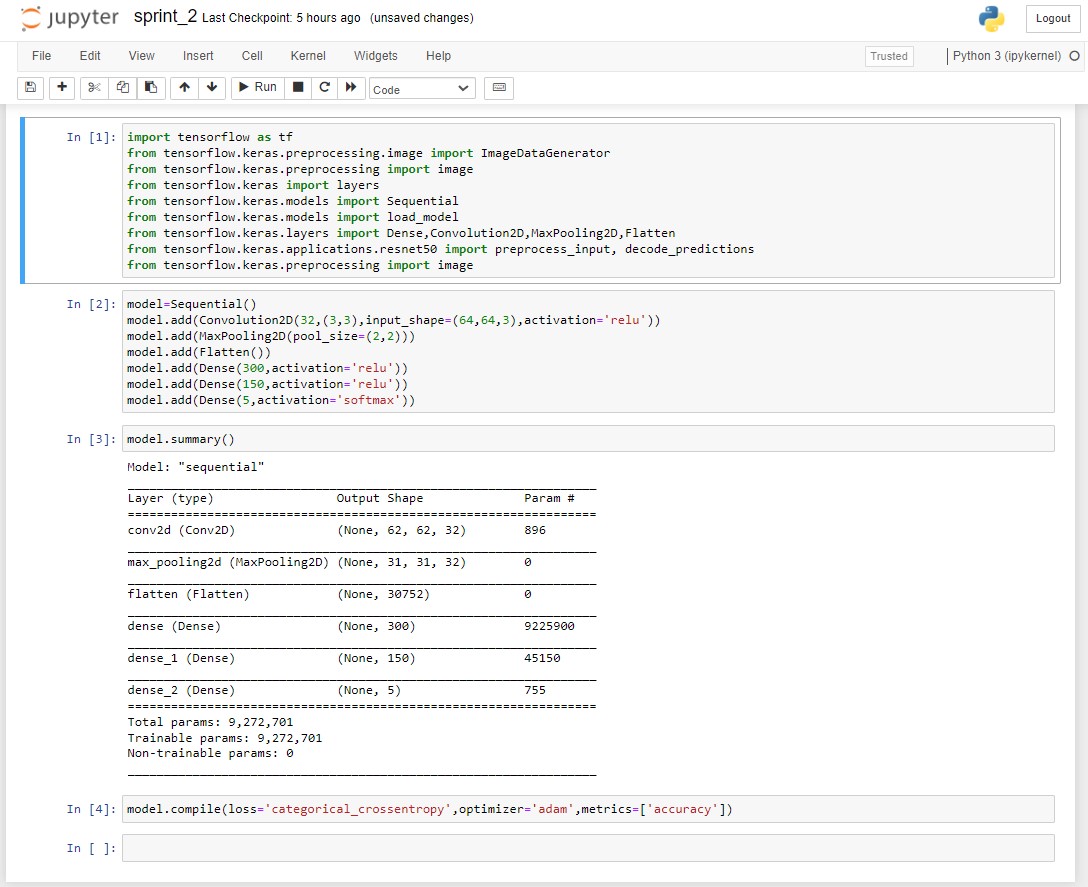 jupyter sprint_2 Last Checkpoint: 5 hours ago (unsaved changes) Logout
File Edit View Insert Cell Kernel Widgets Help Trusted Python 3 (ipykernel)
Run Code
In [1]: import tensorflow as tf
from tensorflow.keras.preprocessing.image import ImageDataGenerator
from tensorflow.keras.preprocessing import image
from tensorflow.keras import layers
from tensorflow.keras.models import Sequential
from tensorflow.keras.models import load_model
from tensorflow.keras.layers import Dense,Convolution2D,MaxPooling2D,Flatten
from tensorflow.keras.applications.resnet50 import preprocess_input, decode_predictions
from tensorflow.keras.preprocessing import image
In [2]: model=Sequential()
model.add(Convolution2D(32,(3,3),input_shape=(64,64,3),activation='relu'))
model.add(MaxPooling2D(pool_size=(2,2)))
model.add(Flatten())
model.add(Dense(300,activation='relu'))
model.add(Dense(150,activation='relu'))
model.add(Dense(5,activation='softmax'))
In [3]: model.summary()
Model: "sequential"
_________________________________________________________________
Layer (type) Output Shape Param #
=================================================================
conv2d (Conv2D) (None, 62, 62, 32) 896
_________________________________________________________________
max_pooling2d (MaxPooling2D) (None, 31, 31, 32) 0
_________________________________________________________________
flatten (Flatten) (None, 30752) 0
_________________________________________________________________
dense (Dense) (None, 300) 9225900
_________________________________________________________________
dense_1 (Dense) (None, 150) 45150
_________________________________________________________________
dense_2 (Dense) (None, 5) 755
=================================================================
Total params: 9,272,701
Trainable params: 9,272,701
Non-trainable params: 0
_________________________________________________________________
In [4]: model.compile(loss='categorical_crossentropy',optimizer='adam',metrics=['accuracy'])
In [ ]: